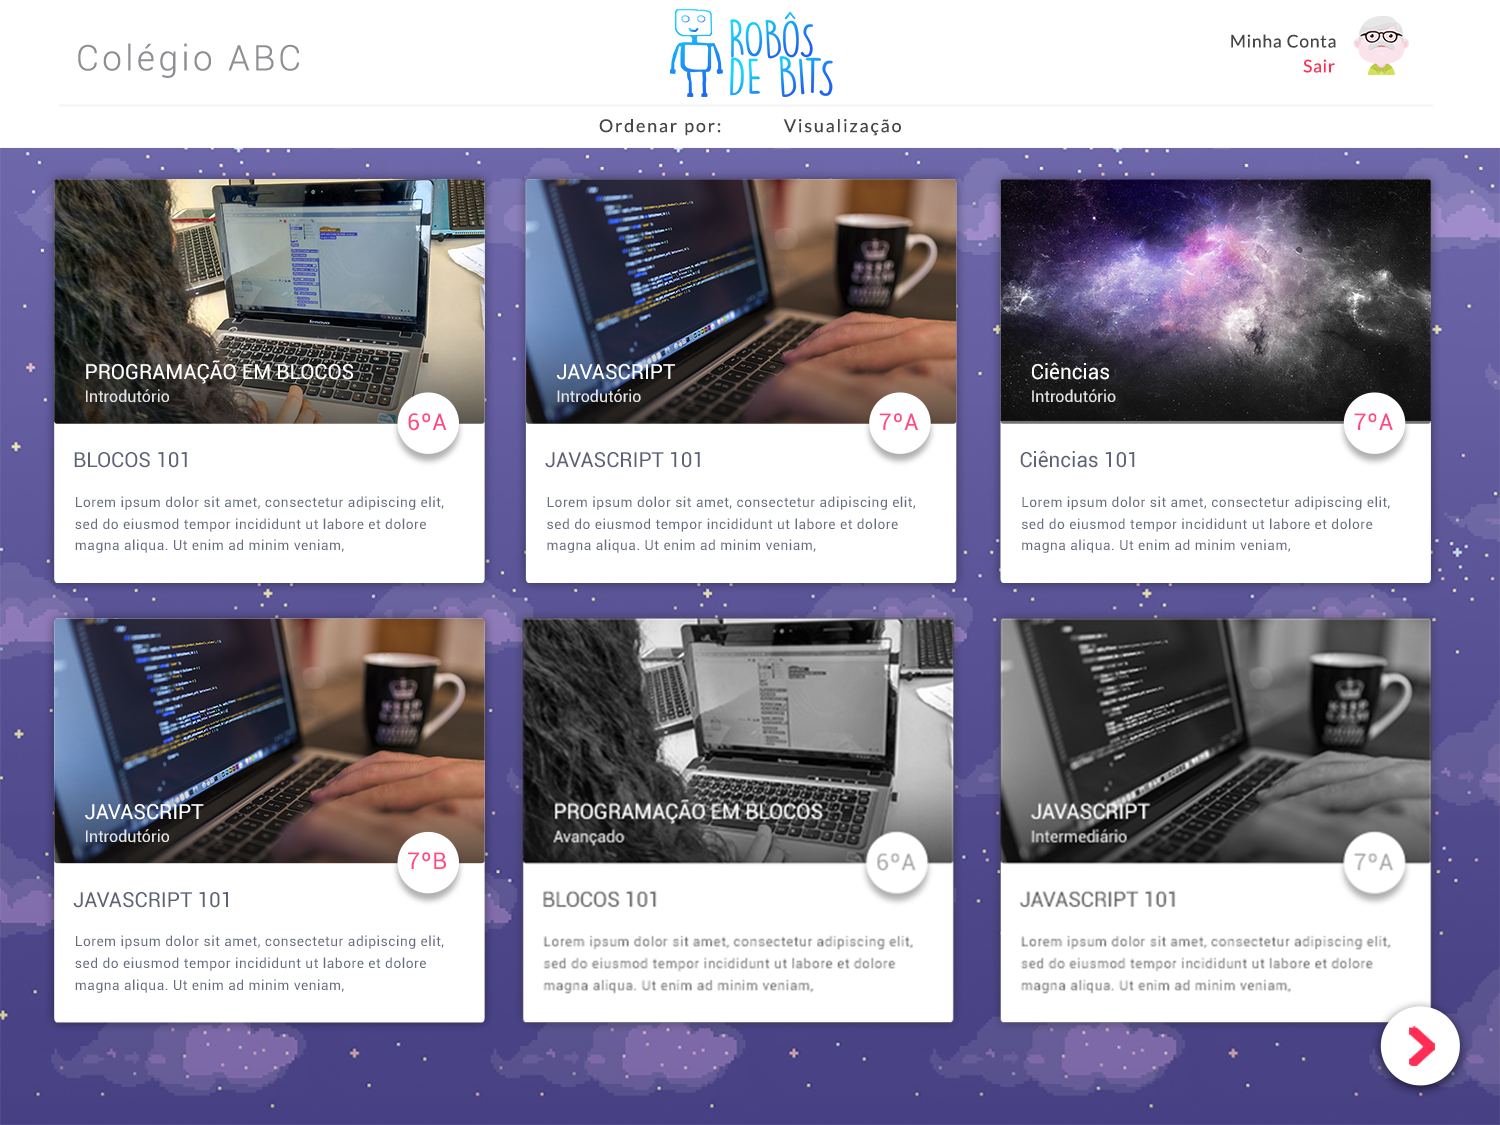 Colégio ABC
ROBÔS
DE BITS
Minha Conta
Sair
Ordenar por:
Visualização
PROGRAMAÇÃO EM BLOCOS
Introdutório
6ºA
BLOCOS 101
Lorem ipsum dolor sit amet, consectetur adipiscing elit,
sed do eiusmod tempor incididunt ut labore et dolore
magna aliqua. Ut enim ad minim veniam,
JAVASCRIPT
Introdutório
7ºA
JAVASCRIPT 101
Lorem ipsum dolor sit amet, consectetur adipiscing elit,
sed do eiusmod tempor incididunt ut labore et dolore
magna aliqua. Ut enim ad minim veniam,
Ciências
Introdutório
7ºA
Ciências 101
Lorem ipsum dolor sit amet, consectetur adipiscing elit,
sed do eiusmod tempor incididunt ut labore et dolore
magna aliqua. Ut enim ad minim veniam,
JAVASCRIPT
Introdutório
7ºB
JAVASCRIPT 101
Lorem ipsum dolor sit amet, consectetur adipiscing elit,
sed do eiusmod tempor incididunt ut labore et dolore
magna aliqua. Ut enim ad minim veniam,
PROGRAMAÇÃO EM BLOCOS
Avançado
6ºA
BLOCOS 101
Lorem ipsum dolor sit amet, consectetur adipiscing elit,
sed do eiusmod tempor incididunt ut labore et dolore
magna aliqua. Ut enim ad minim veniam,
JAVASCRIPT
Intermediário
7ºA
JAVASCRIPT 101
Lorem ipsum dolor sit amet, consectetur adipiscing elit,
sed do eiusmod tempor incididunt ut labore et dolore
magna aliqua. Ut enim ad minim veniam,